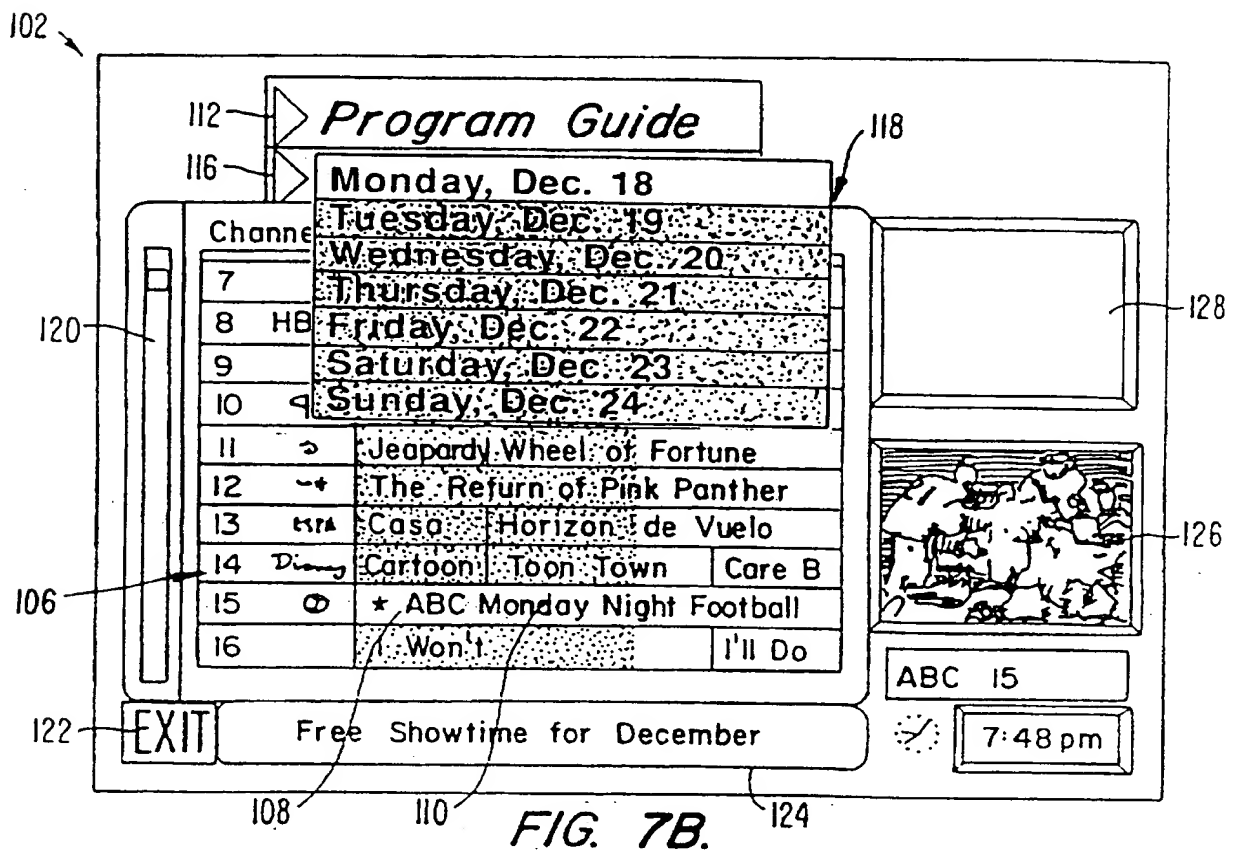 102
112
Program Guide
118
116
Monday, Dec. 18
Tuesday, Dec. 19
Channe
Wednesday, Dec. 20
7
Thursday, Dec. 21
128
120
8 HB
Friday, Dec. 22
9
Saturday, Dec. 23
10
Sunday, Dec. 24
11 Jeopardy Wheel of Fortune
12 The Return of Pink Panther
13 Casa Horizon de Vuelo
126
14 Disney Cartoon Toon Town Care B
106
15 ★ ABC Monday Night Football
16 I Won't I'll Do
ABC 15
122
EXIT
Free Showtime for December
7:48 pm
108
110
124
FIG. 7B.